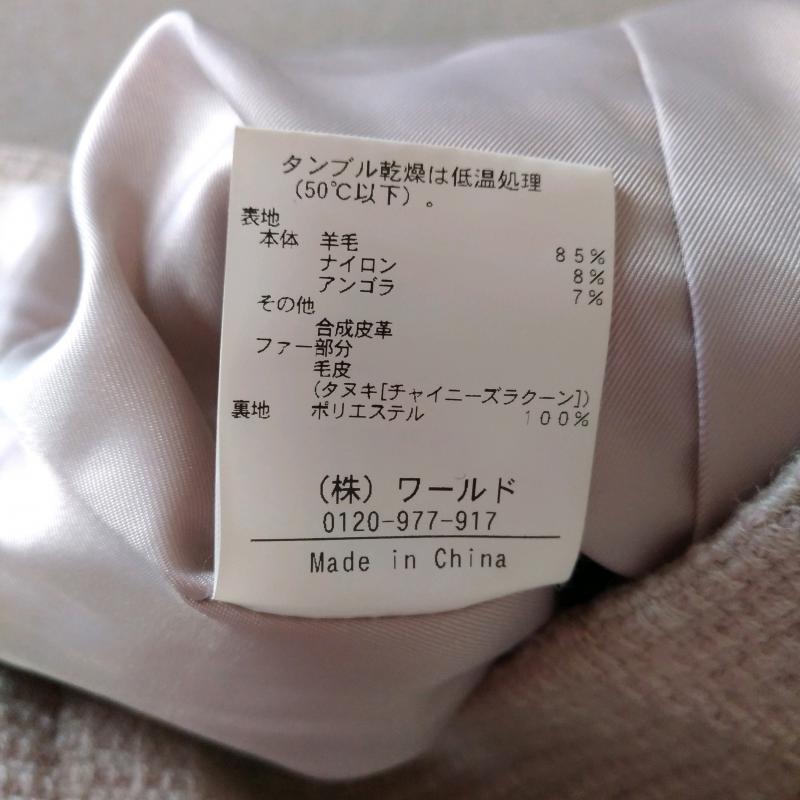 タンブル乾燥は低温処理
（50℃以下）。
表地
本体 羊毛 85%
ナイロン 8%
アンゴラ 7%
その他
合成皮革
ファー部分
毛皮
(タヌキ[チャイニーズラクーン])
裏地 ポリエステル 100%
(株) ワールド
0120-977-917
Made in China